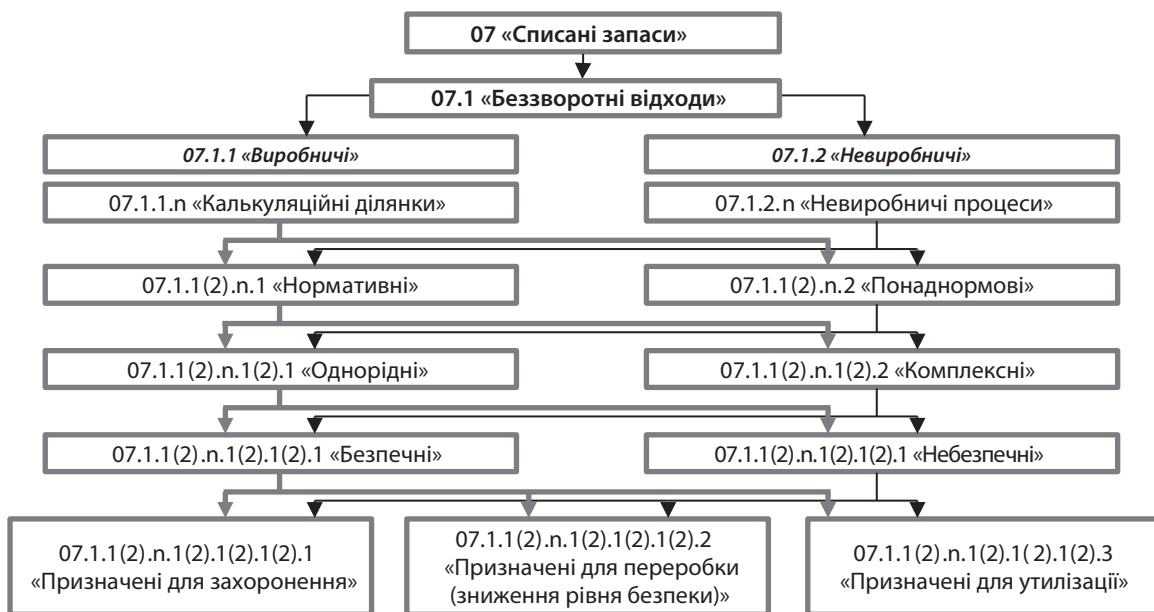 07 «Списані запаси»
07.1 «Беззворотні відходи»
07.1.1 «Виробничі»
07.1.2 «Невиробничі»
07.1.1.n «Калькуляційні ділянки»
07.1.2.n «Невиробничі процеси»
07.1.1(2).n.1 «Нормативні»
07.1.1(2).n.2 «Понаднормові»
07.1.1(2).n.1(2).1 «Однорідні»
07.1.1(2).n.1(2).2 «Комплексні»
07.1.1(2).n.1(2).1(2).1 «Безпечні»
07.1.1(2).n.1(2).1(2).1 «Небезпечні»
07.1.1(2).n.1(2).1(2).1(2).1
«Призначені для захоронення»
07.1.1(2).n.1(2).1(2).1(2).2
«Призначені для переробки
(зниження рівня безпеки)»
07.1.1(2).n.1(2).1( 2).1(2).3
«Призначені для утилізації»